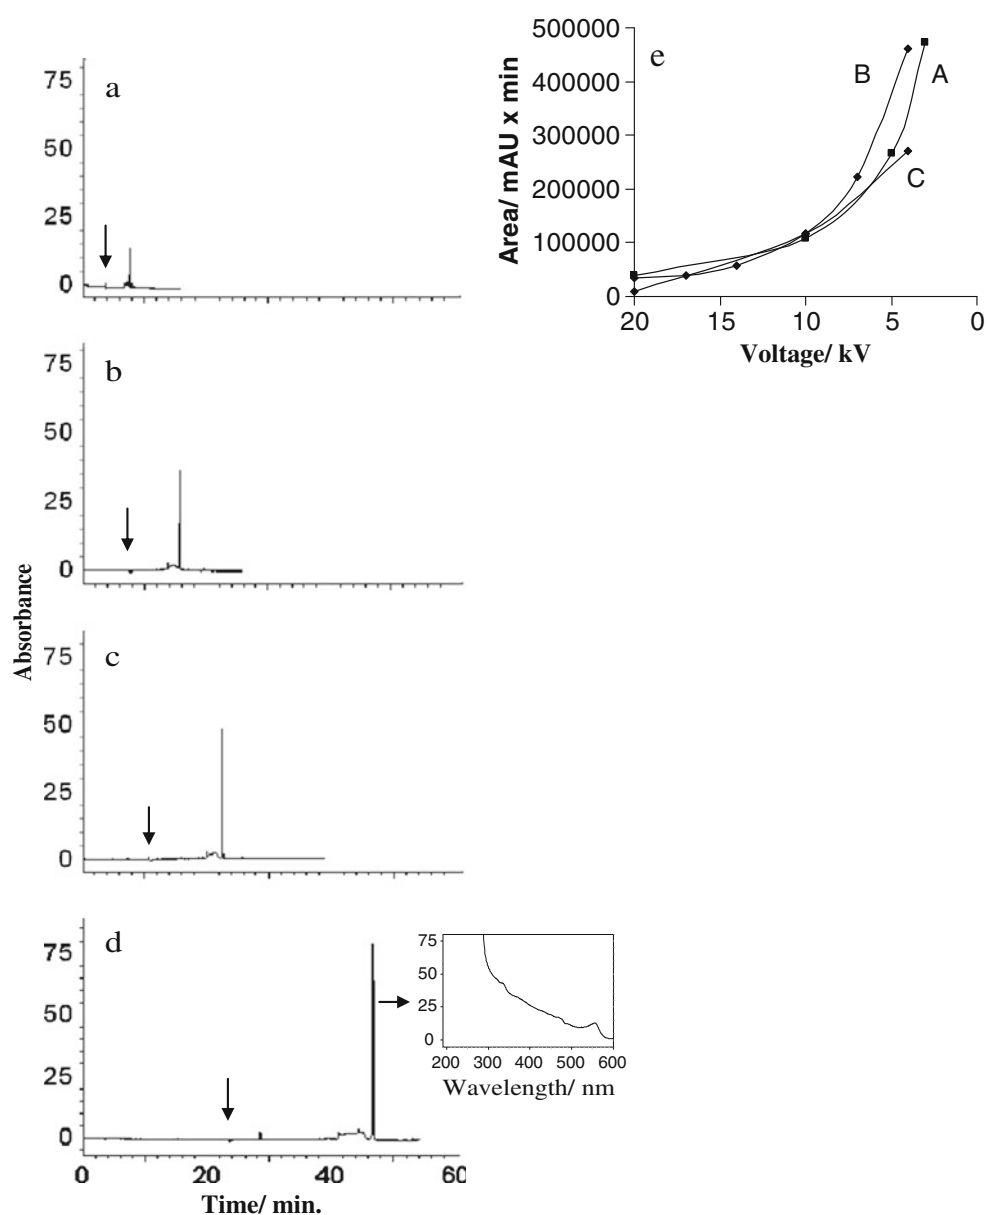 a
75
50
25
0
b
75
50
25
0
Absorbance
c
75
50
25
0
d
75
50
25
0
0 20 40 60
Time/ min.
75
50
25
0
200 300 400 500 600
Wavelength/ nm
e
500000
400000
300000
200000
100000
0
Area/ mAU x min
B A
C
20 15 10 5 0
Voltage/ kV